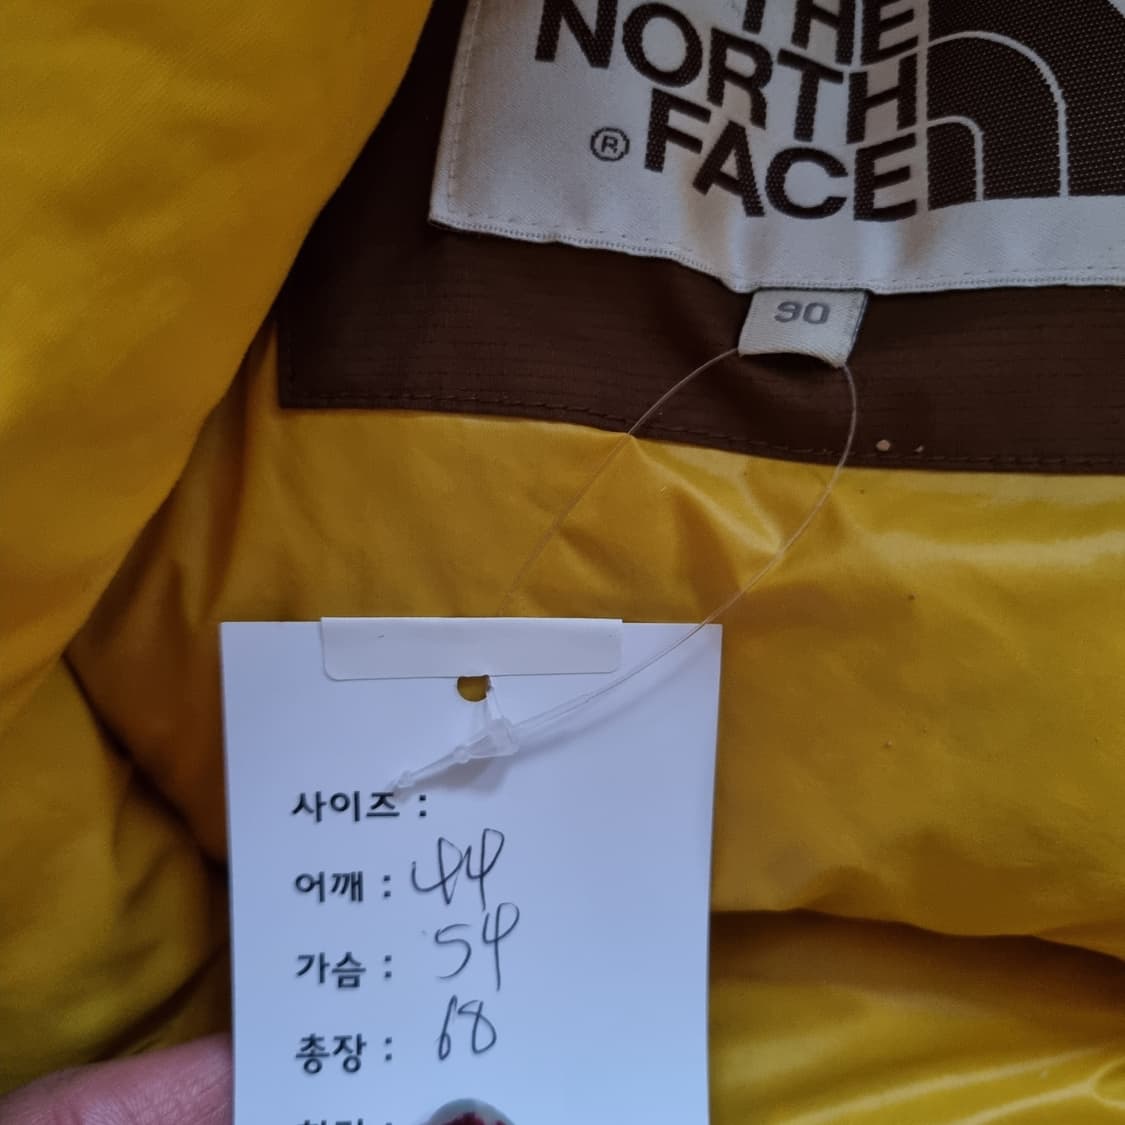 THE
NORTH
® FACE
90
사이즈 :
어깨 : 44
가슴 : 54
총장 : 68